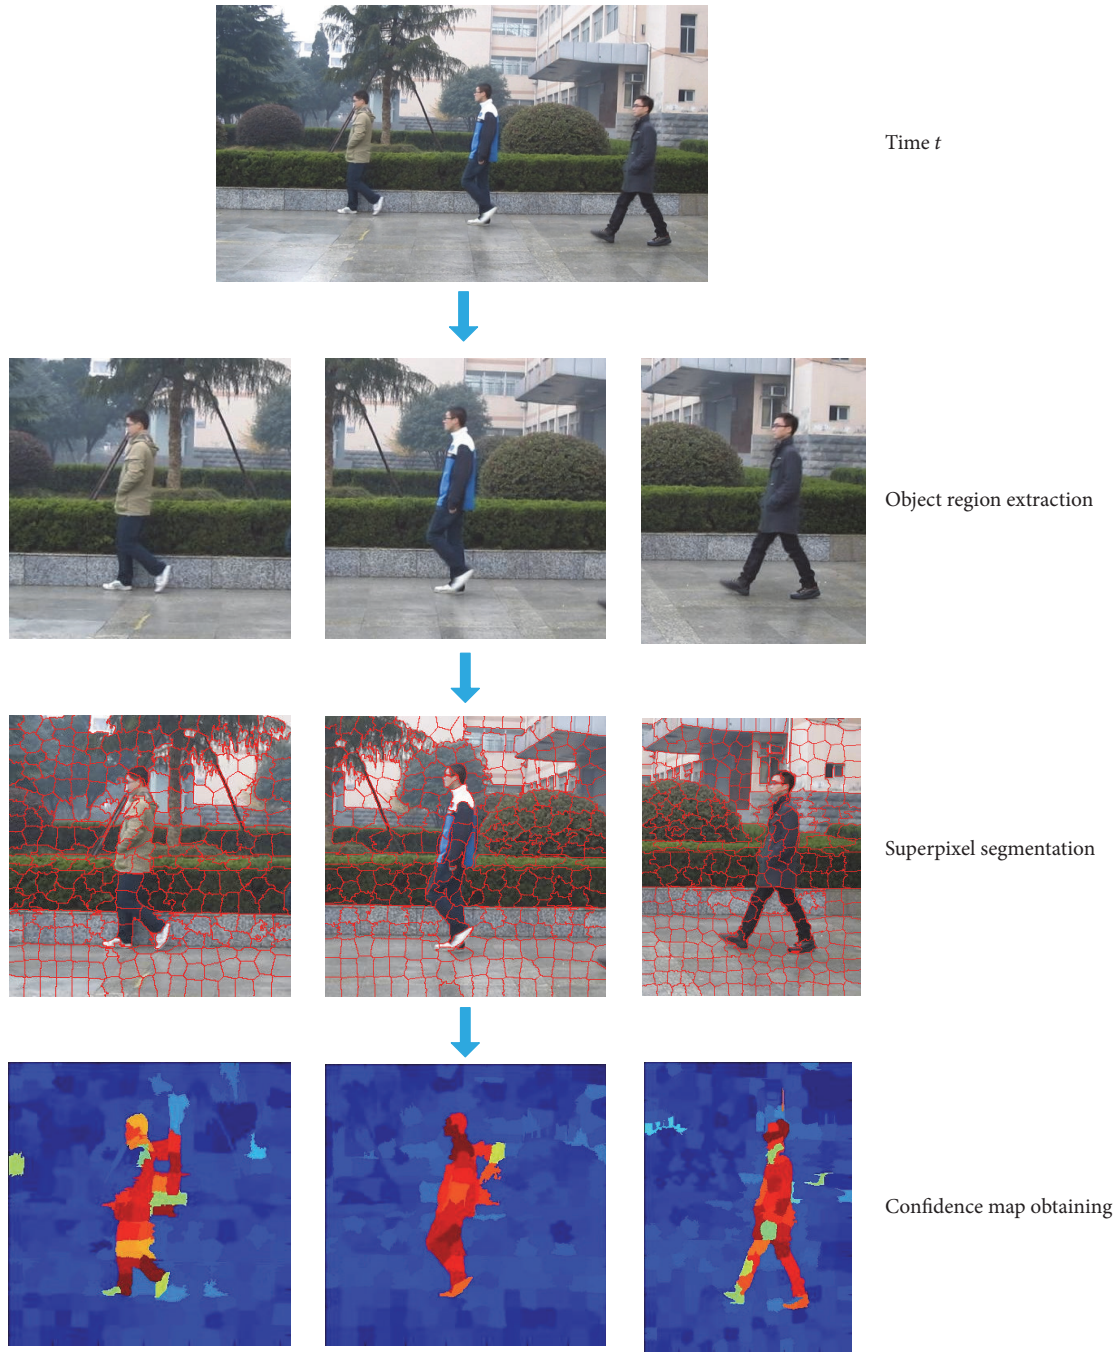 Time t
Object region extraction
Superpixel segmentation
Confidence map obtaining